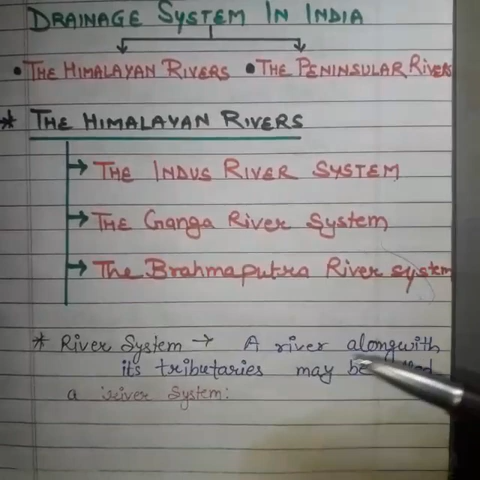 DRAINAGE SYSTEM IN INDIA
• THE HIMALAYAN RIVERS • THE PENINSULAR RIVERS
* THE HIMALAYAN RIVERS
→ THE INDUS RIVER SYSTEM
→ THE Ganga River System
→ The Brahmaputra River system
* River System → A river alongwith
its tributaries may be
a river System: